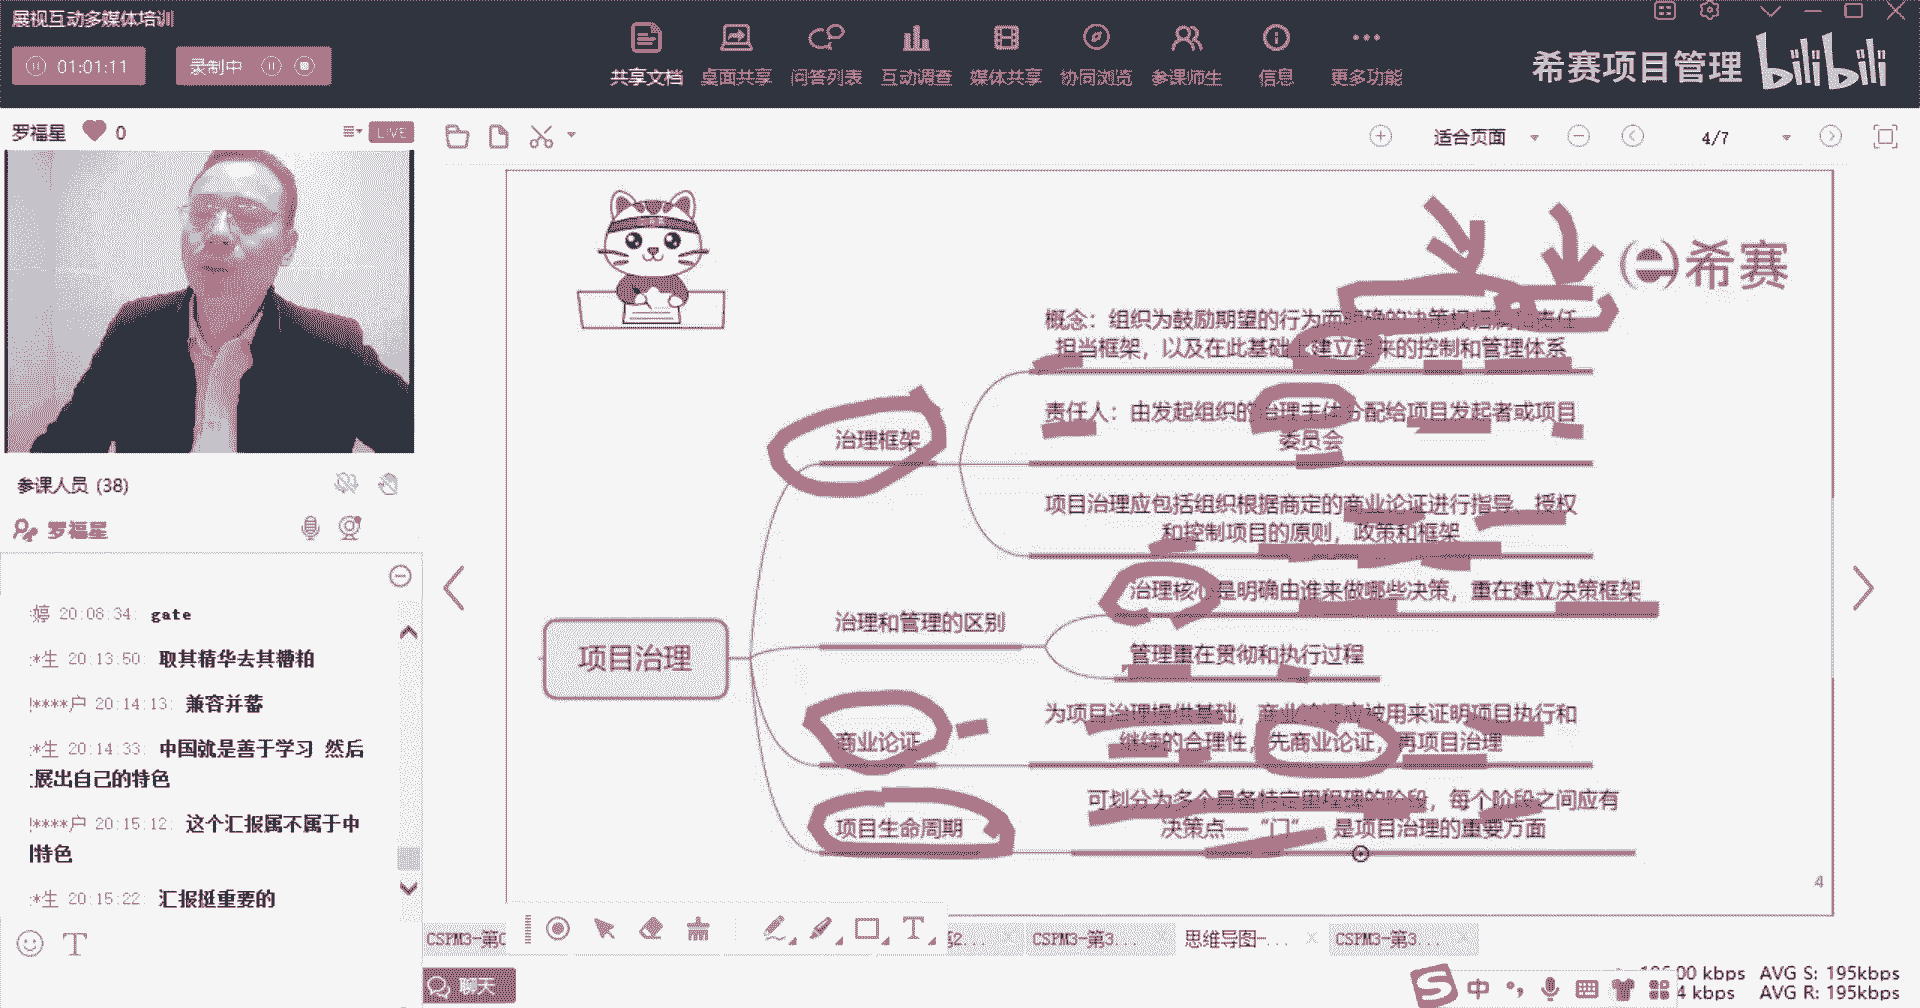 展视互动多媒体培训
01:01:11
录制中
共享文档 桌面共享 问答列表 互动调查 媒体共享 协同浏览 参课师生 信息 更多功能
希赛项目管理 bilibili
罗福星 0 LIVE
适合页面 4/7
参课人员 (38)
罗福星
婷 20:08:34: gate
*生 20:13:50: 取其精华去其糟粕
****户 20:14:13: 兼容并蓄
*生 20:14:33: 中国就是善于学习 然后
展出自己的特色
****户 20:15:12: 这个汇报属不属于中
特色
*生 20:15:22: 汇报挺重要的
希赛
项目治理
治理框架
概念：组织为鼓励期望的行为而明确的决策权归属和责任
担当框架，以及在此基础上建立起来的控制和管理体系
责任人：由发起组织的治理主体分配给项目发起者或项目
委员会
项目治理应包括组织根据商定的商业论证进行指导、授权
和控制项目的原则，政策和框架
治理和管理的区别
治理核心是明确由谁来做哪些决策，重在建立决策框架
管理重在贯彻和执行过程
商业论证
为项目治理提供基础，商业论证应被用来证明项目执行和
继续的合理性，先商业论证，再项目治理
项目生命周期
可划分为多个具备特定里程碑的阶段，每个阶段之间应有
决策点—“门”　是项目治理的重要方面
4
CSPM3-第 2... CSPM3-第3... 思维导图-... CSPM3-第3...
聊天
中
00 kbps AVG S: 195kbps
4 kbps AVG R: 195kbps